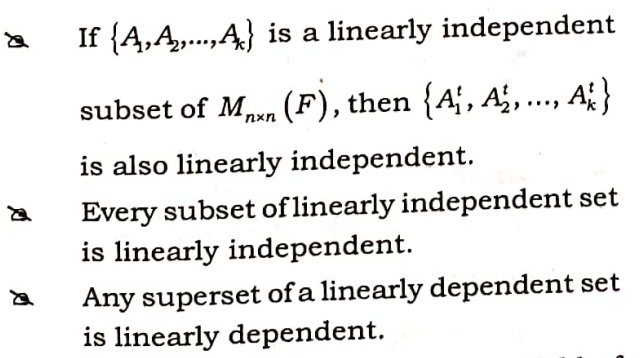 If {A₁,A₂,...,Aₖ} is a linearly independent
subset of Mₙₓₙ (F), then {A₁ᵗ, A₂ᵗ, ..., Aₖᵗ}
is also linearly independent.
Every subset of linearly independent set
is linearly independent.
Any superset of a linearly dependent set
is linearly dependent.